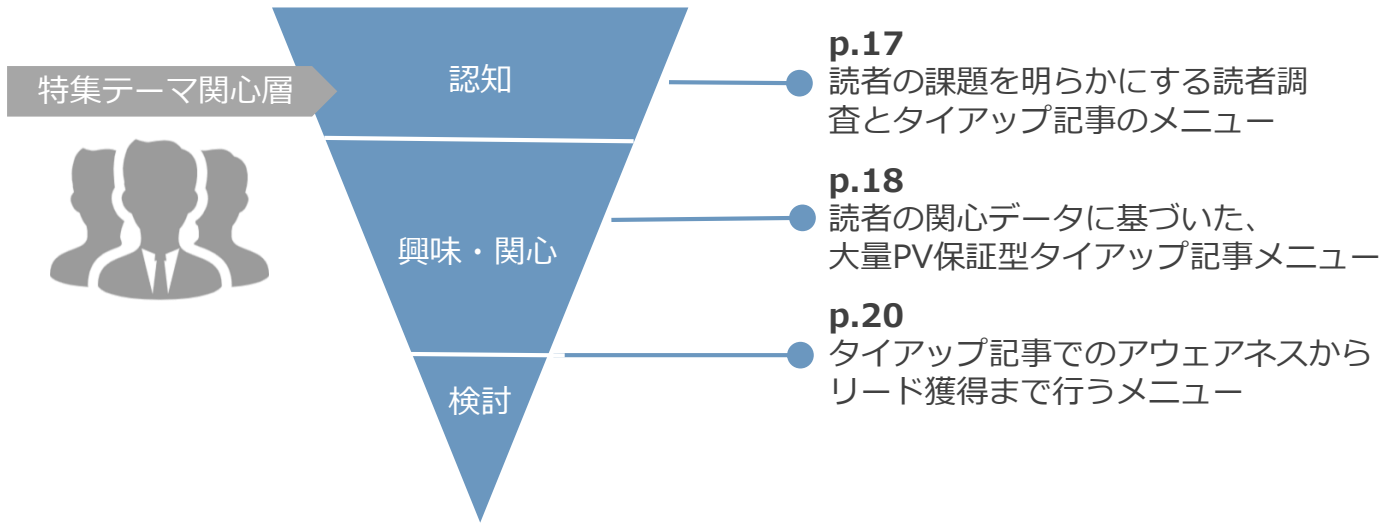 特集テーマ関心層
認知
興味・関心
検討
p.17
読者の課題を明らかにする読者調
査とタイアップ記事のメニュー
p.18
読者の関心データに基づいた、
大量PV保証型タイアップ記事メニュー
p.20
タイアップ記事でのアウェアネスから
リード獲得まで行うメニュー